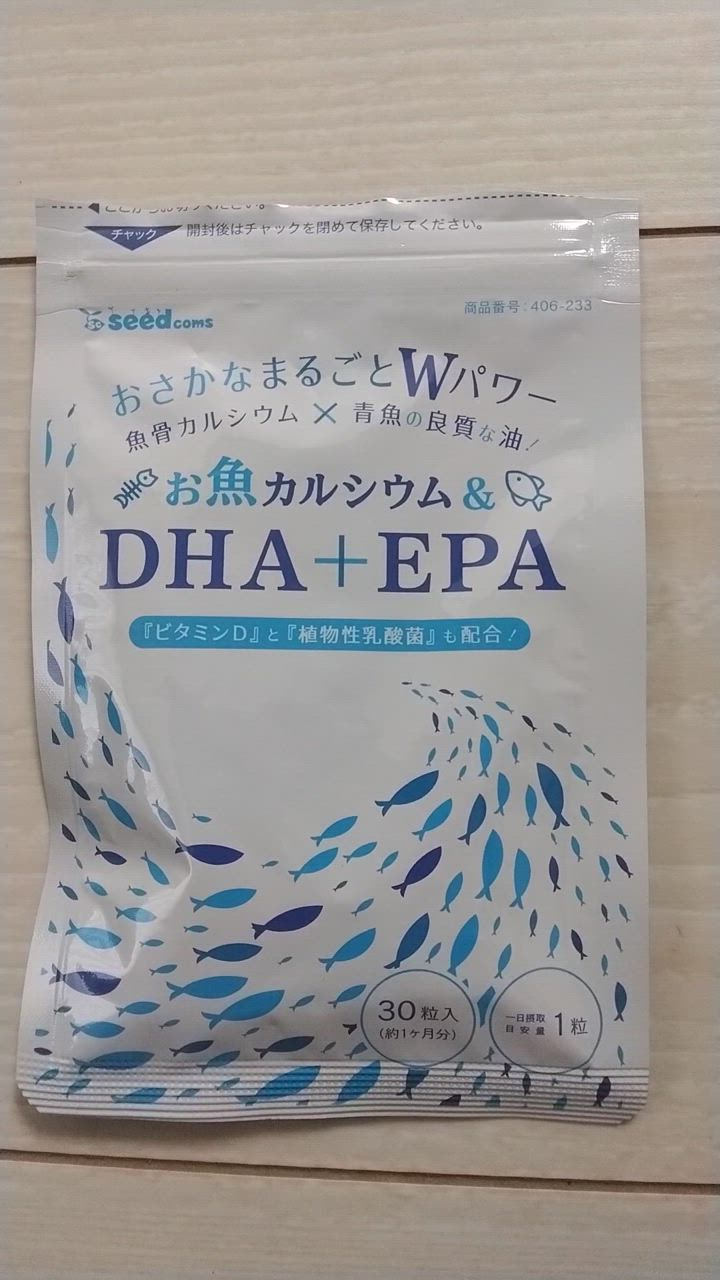 ください。
チャック
開封後はチャックを閉めて保存してください。
seedcoms
商品番号：406-233
おさかなまるごとWパワー
魚骨カルシウム × 青魚の良質な油！
お魚カルシウム＆
DHA＋EPA
『ビタミンD』と『植物性乳酸菌』も配合！
30粒入
(約1ヶ月分)
一日摂取
目安量
1粒